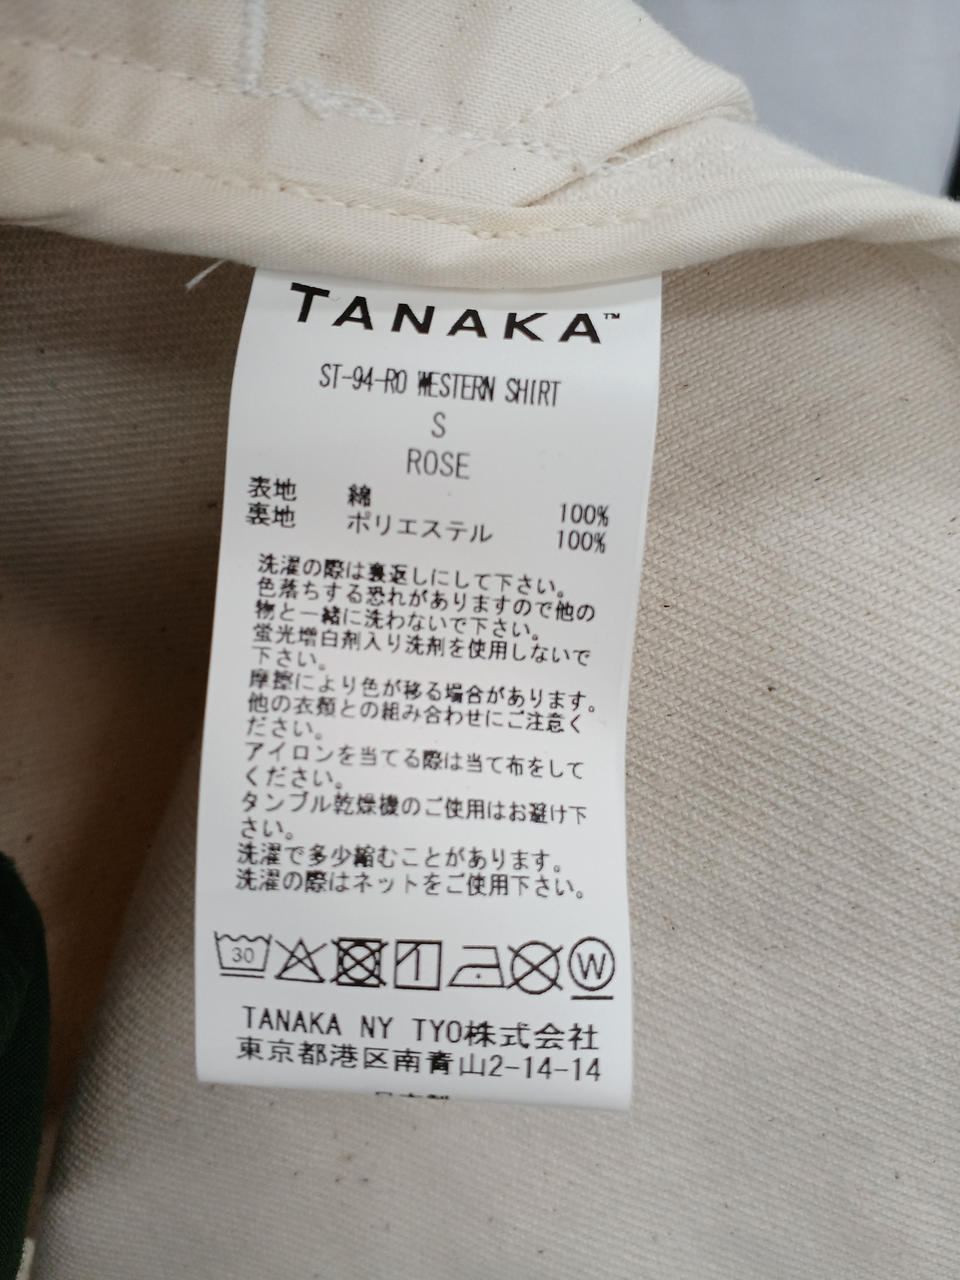 TANAKA™
ST-94-RO WESTERN SHIRT
S
ROSE
表地 綿 100%
裏地 ポリエステル 100%
洗濯の際は裏返しにして下さい。
色落ちする恐れがありますので他の
物と一緒に洗わないで下さい。
蛍光増白剤入り洗剤を使用しないで
下さい。
摩擦により色が移る場合があります。
他の衣類との組み合わせにご注意く
ださい。
アイロンを当てる際は当て布をして
ください。
タンブル乾燥機のご使用はお避け下
さい。
洗濯で多少縮むことがあります。
洗濯の際はネットをご使用下さい。
30 W
TANAKA NY TYO株式会社
東京都港区南青山2-14-14